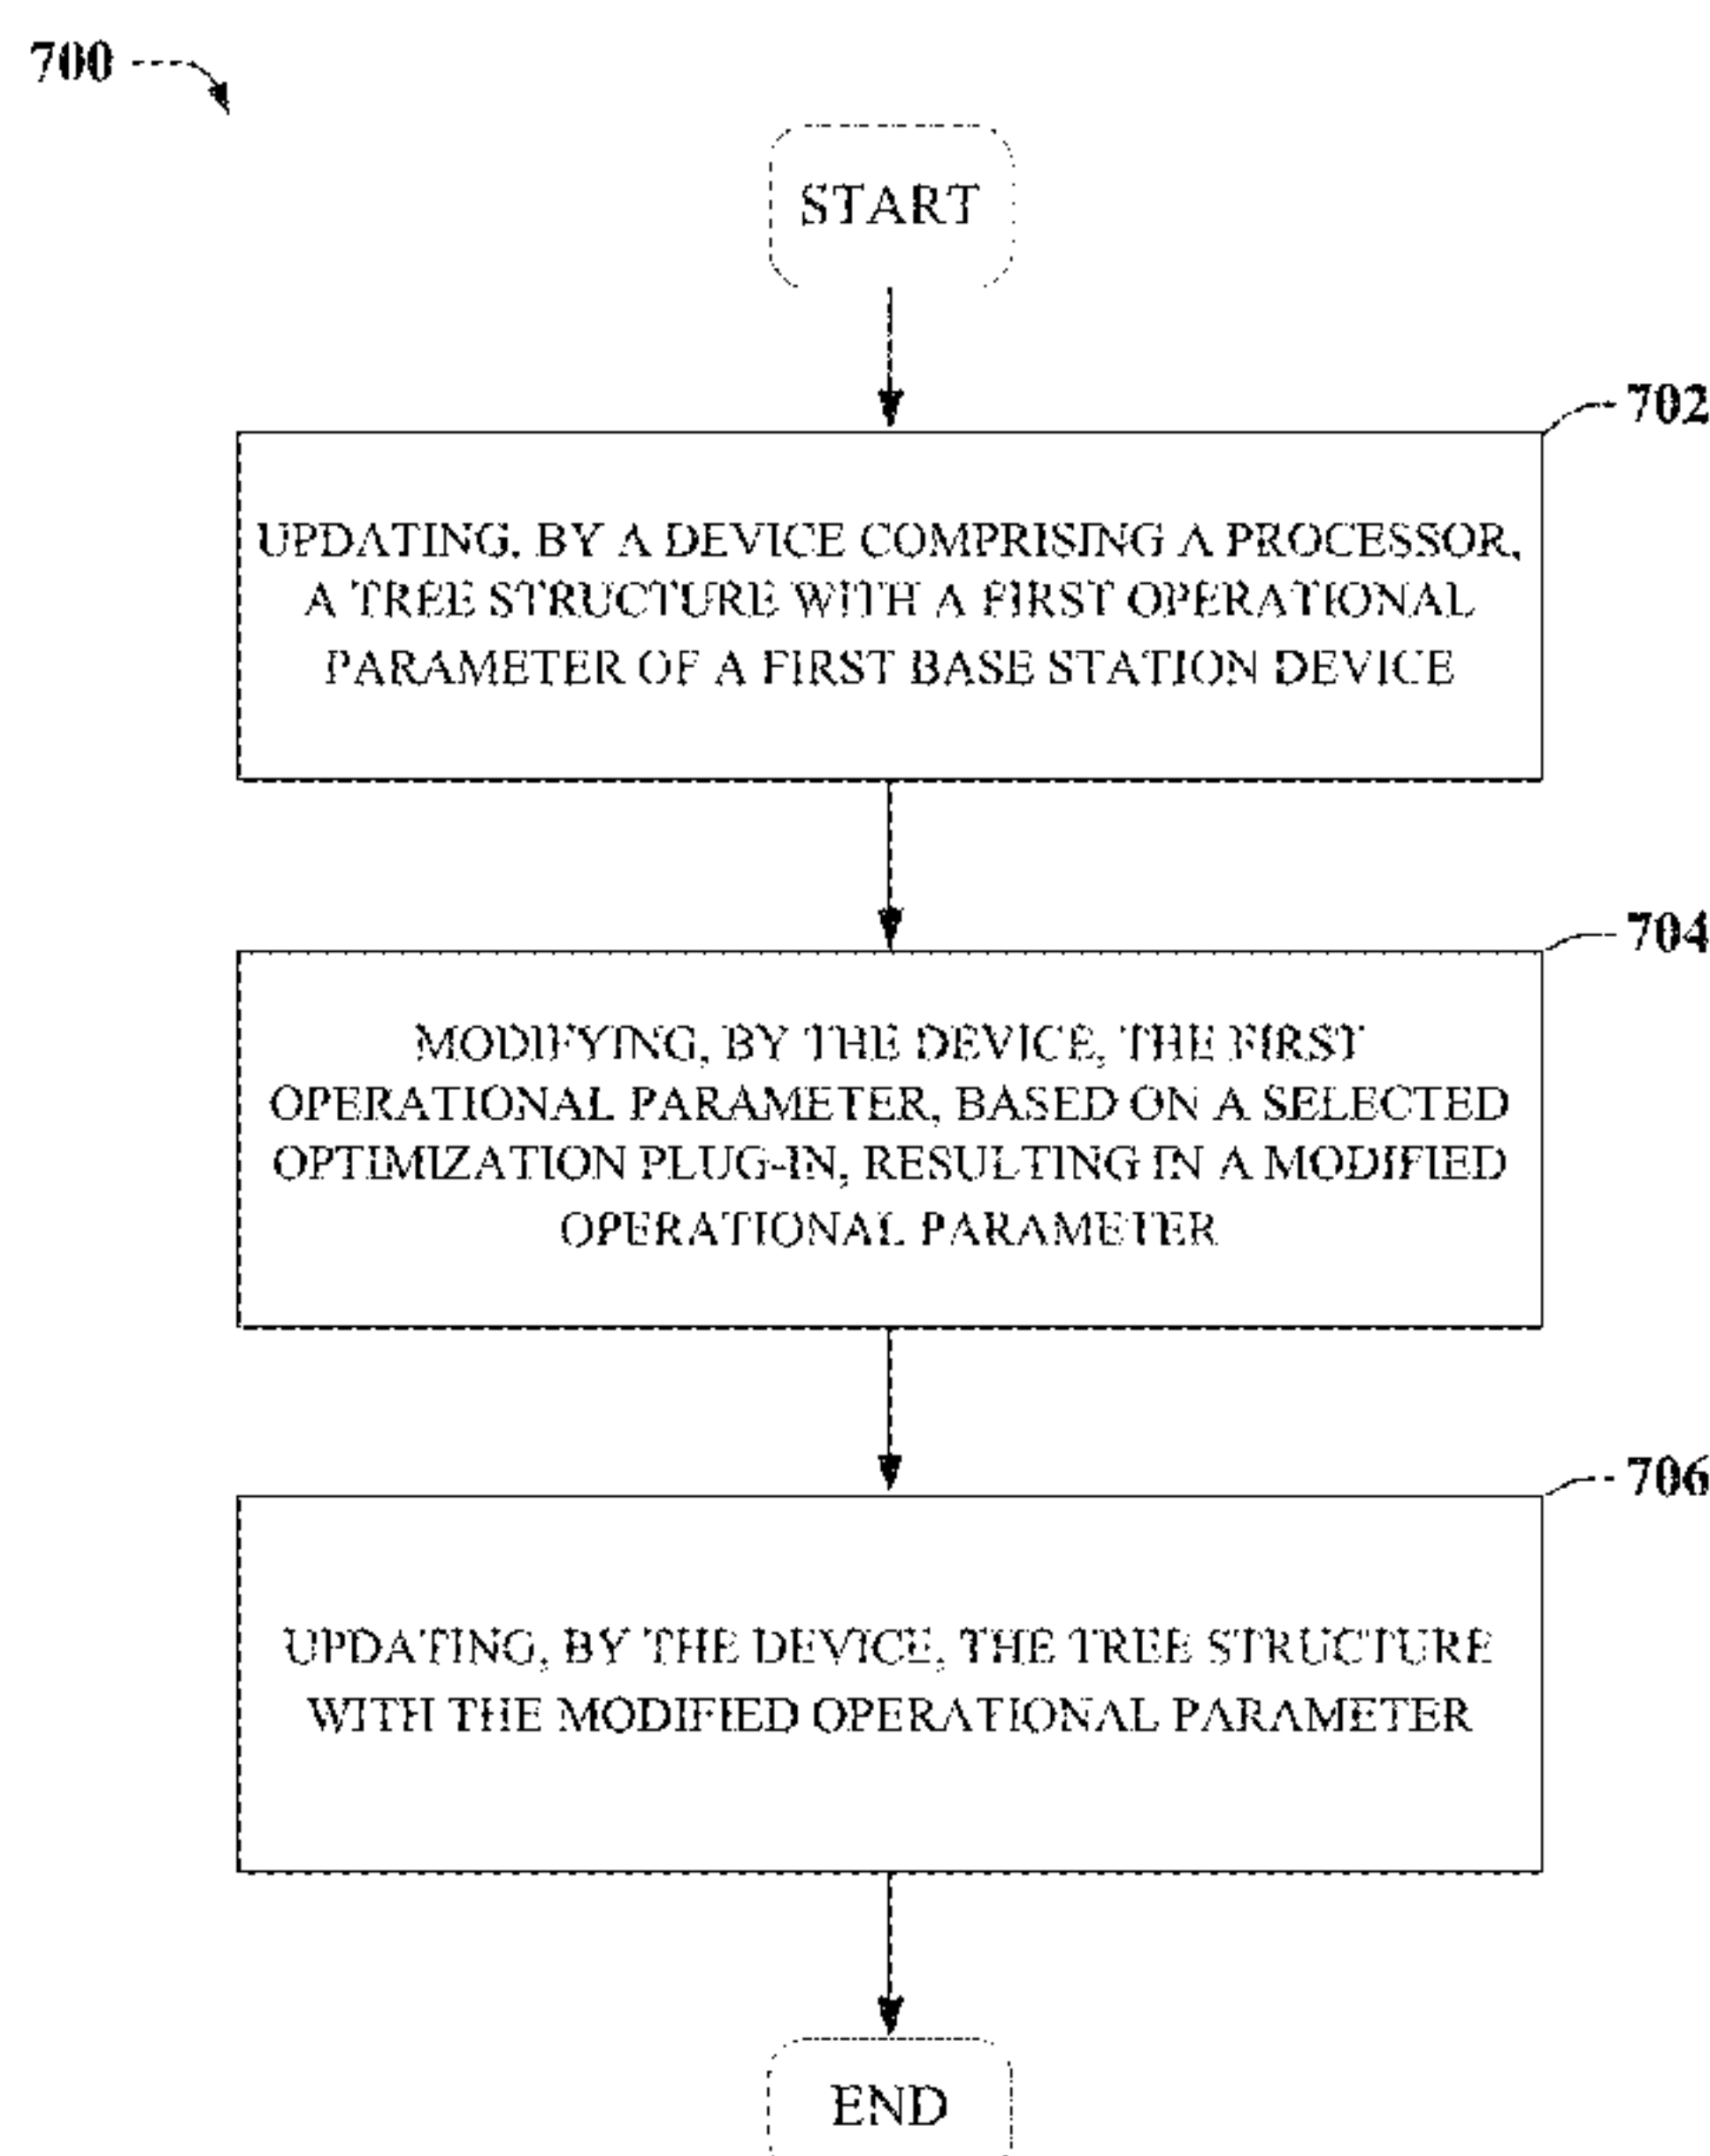 700
START
702
UPDATING, BY A DEVICE COMPRISING A PROCESSOR,
A TREE STRUCTURE WITH A FIRST OPERATIONAL
PARAMETER OF A FIRST BASE STATION DEVICE
704
MODIFYING, BY THE DEVICE, THE FIRST
OPERATIONAL PARAMETER, BASED ON A SELECTED
OPTIMIZATION PLUG-IN, RESULTING IN A MODIFIED
OPERATIONAL PARAMETER
706
UPDATING, BY THE DEVICE, THE TREE STRUCTURE
WITH THE MODIFIED OPERATIONAL PARAMETER
END